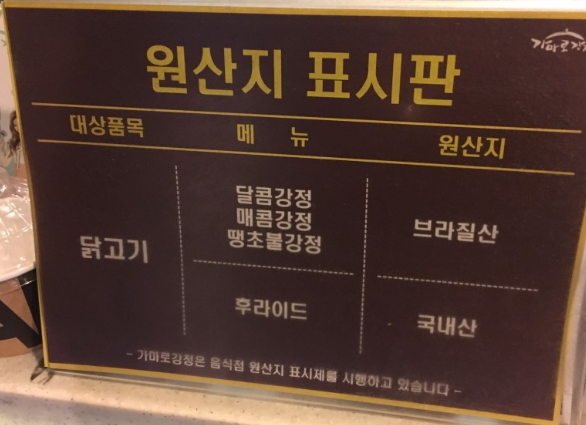 가마로강정
원산지 표시판
대상품목 메 뉴 원산지
닭고기
달콤강정
매콤강정
땡초불강정
브라질산
후라이드
국내산
- 가마로강정은 음식점 원산지 표시제를 시행하고 있습니다 -